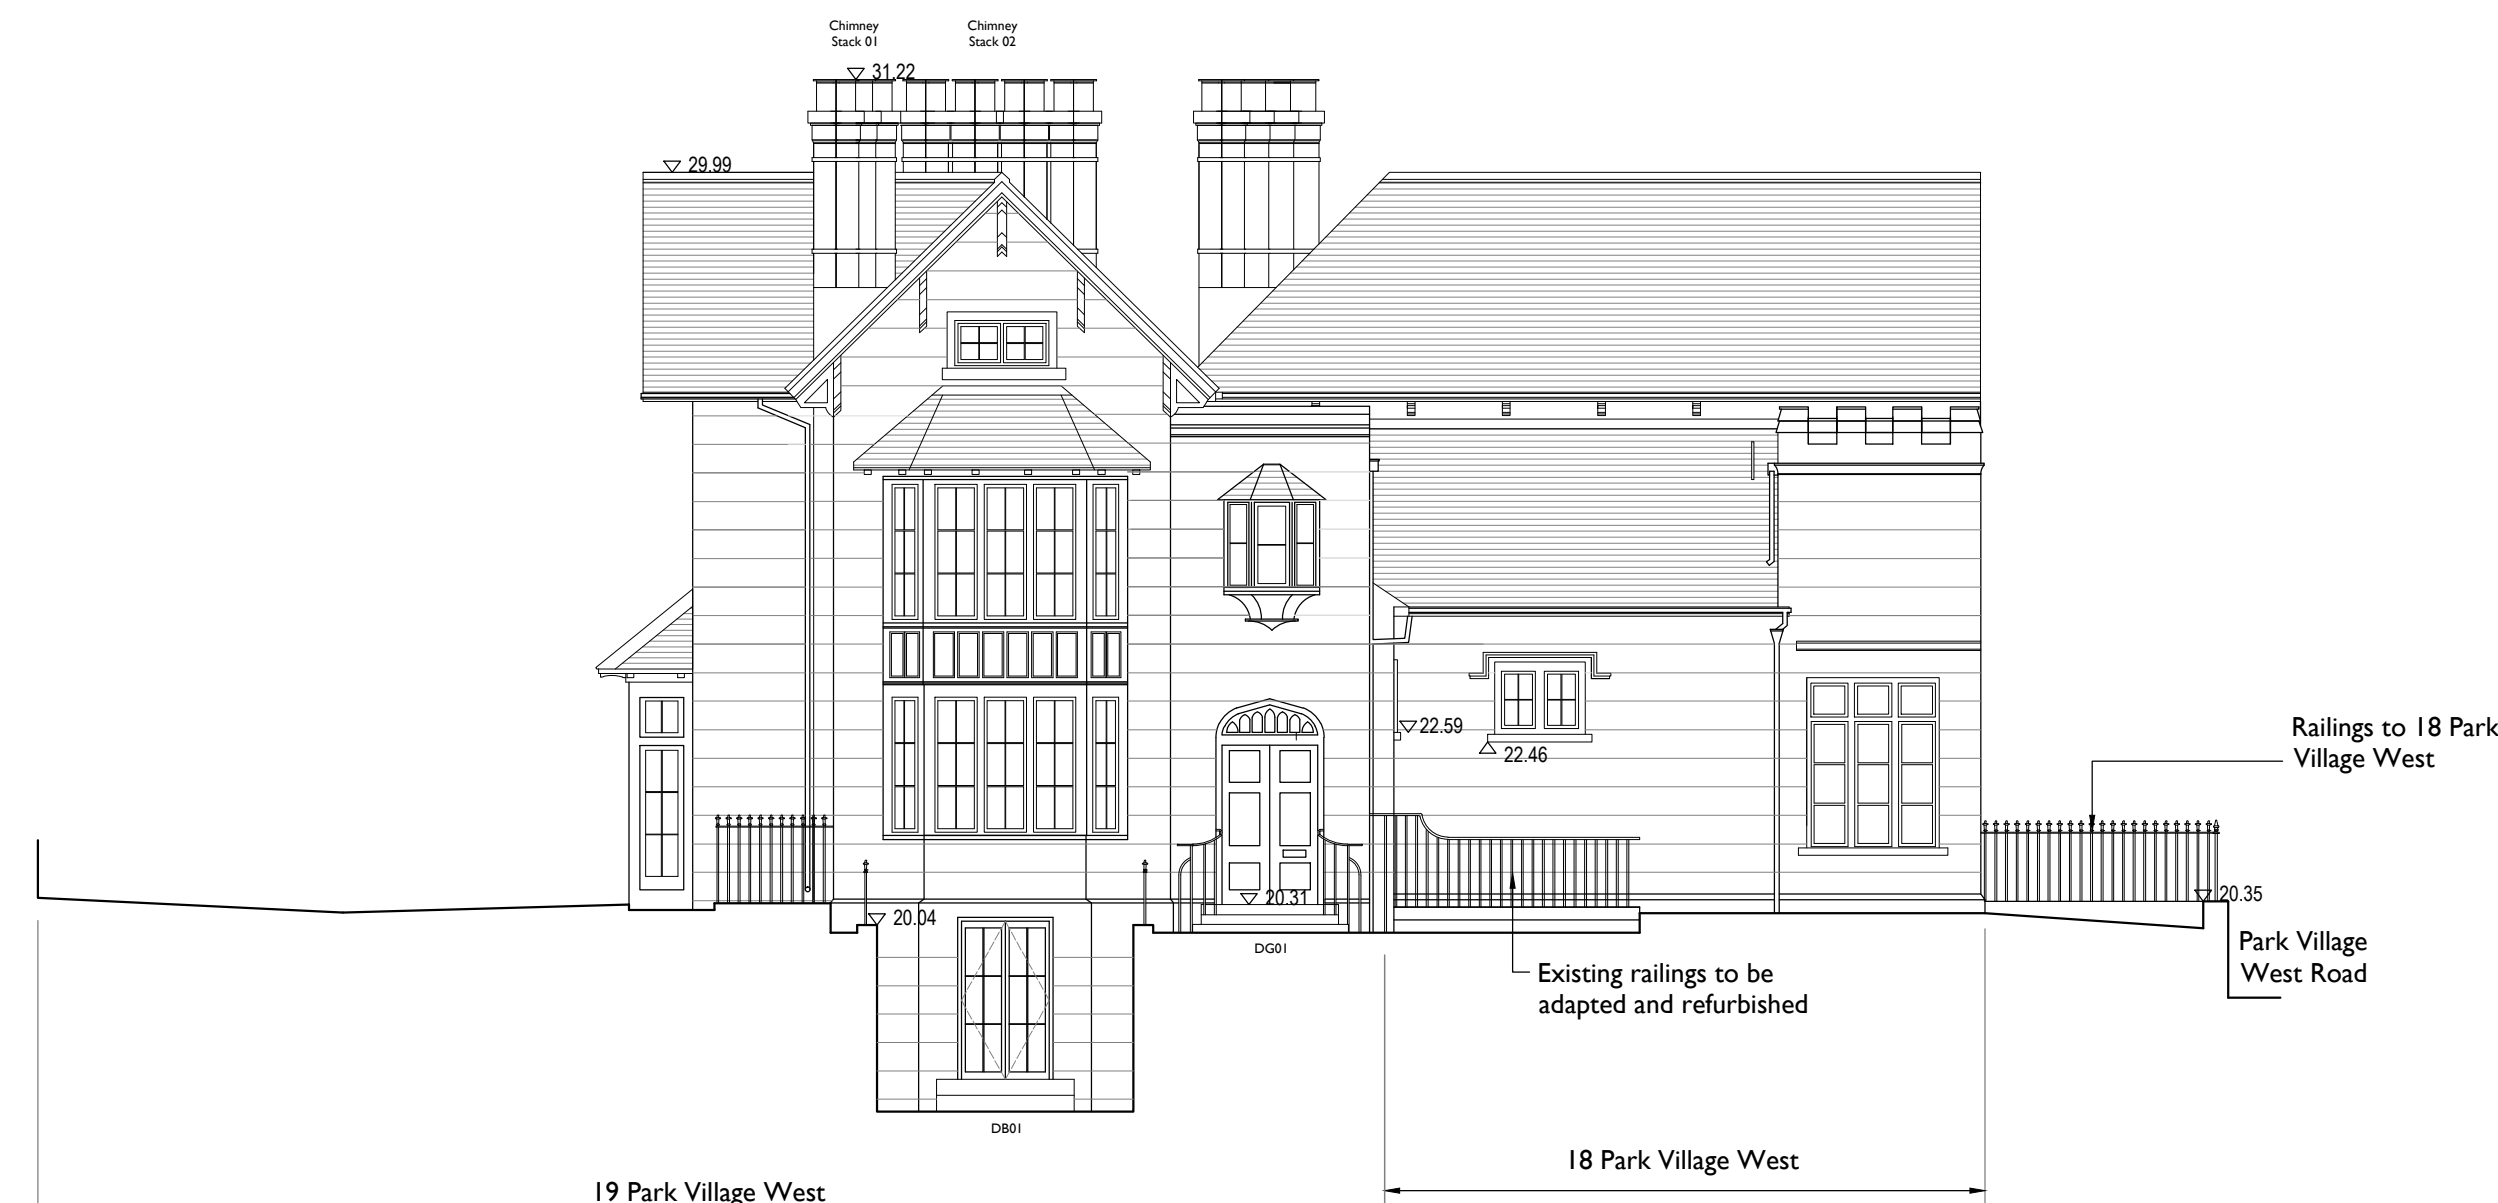 Chimney
Stack 01
Chimney
Stack 02
31.22
29.99
22.59
22.46
Railings to 18 Park
Village West
20.31
20.35
20.04
DG01
Park Village
West Road
Existing railings to be
adapted and refurbished
DB01
18 Park Village West
19 Park Village West